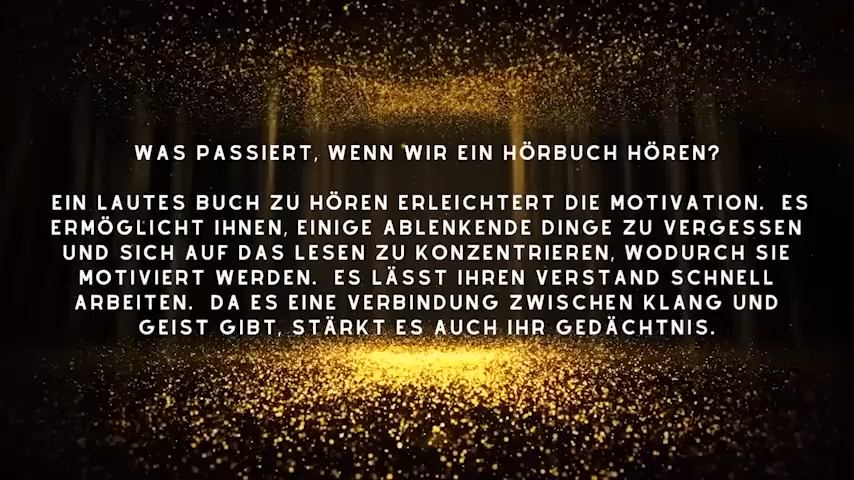 WAS PASSIERT, WENN WIR EIN HÖRBUCH HÖREN?
EIN LAUTES BUCH ZU HÖREN ERLEICHTERT DIE MOTIVATION. ES
ERMÖGLICHT IHNEN, EINIGE ABLENKENDE DINGE ZU VERGESSEN
UND SICH AUF DAS LESEN ZU KONZENTRIEREN, WODURCH SIE
MOTIVIERT WERDEN. ES LÄSST IHREN VERSTAND SCHNELL
ARBEITEN. DA ES EINE VERBINDUNG ZWISCHEN KLANG UND
GEIST GIBT, STÄRKT ES AUCH IHR GEDÄCHTNIS.